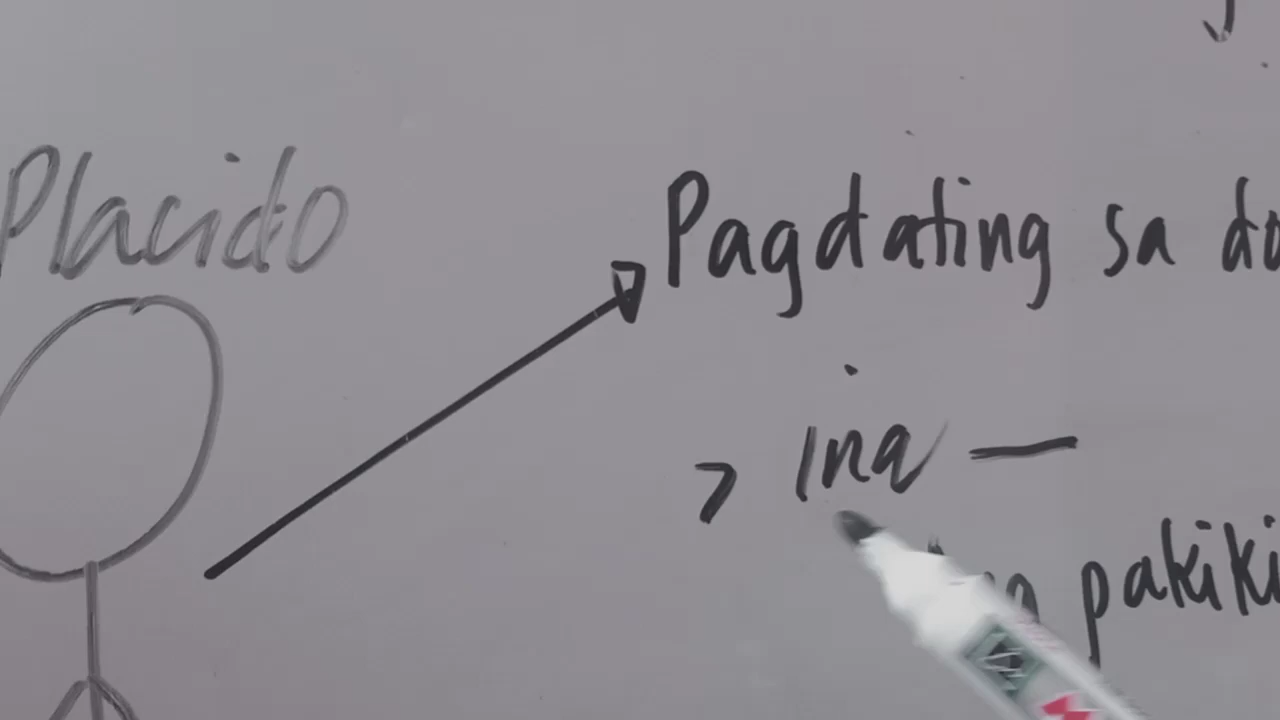 Placido
Pagdating sa do
> ina —
pakiki